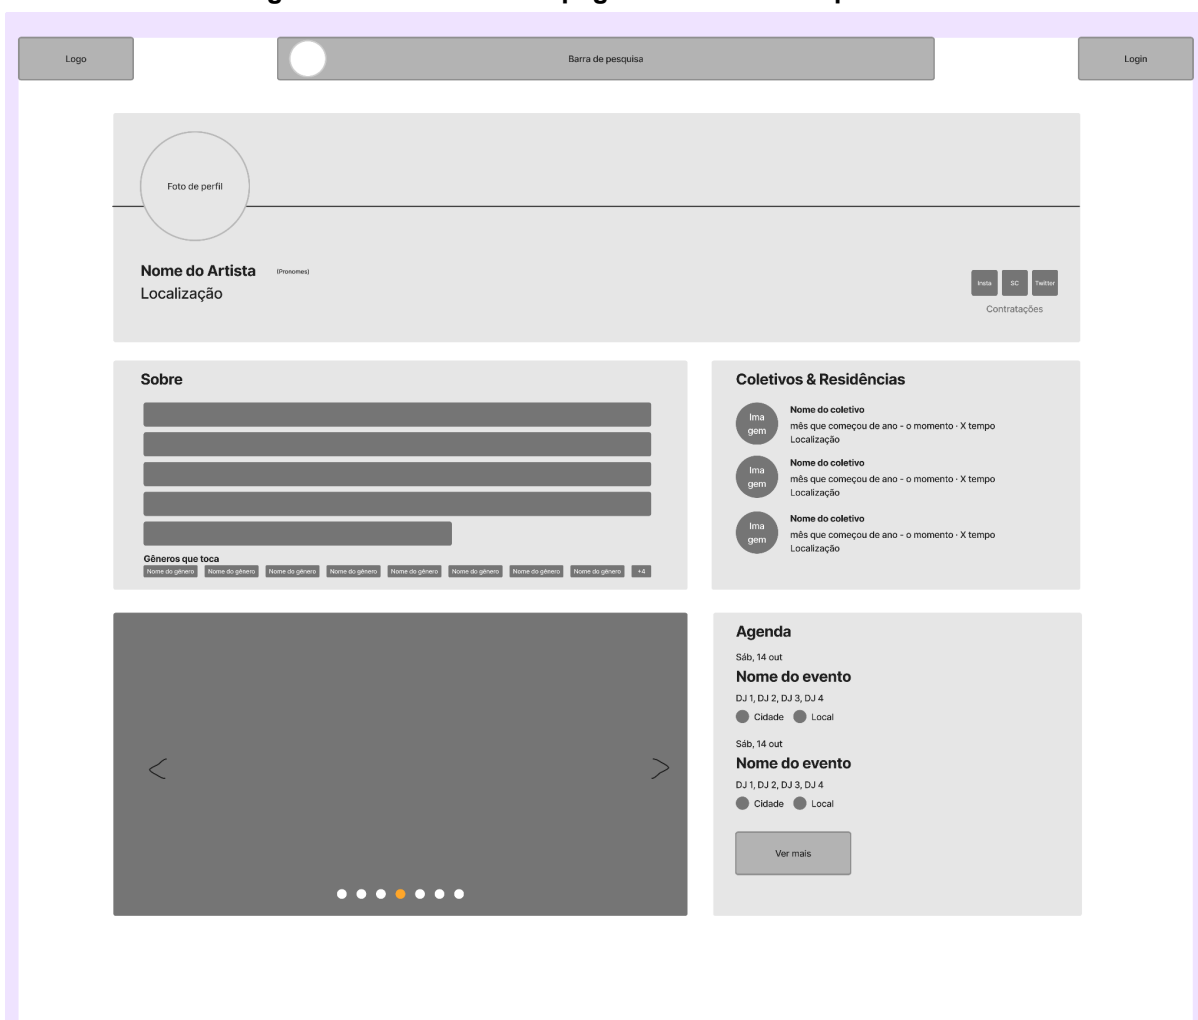 Logo
Barra de pesquisa
Login
Foto de perfil
Nome do Artista (Pronomes)
Localização
Insta SC Twitter
Contratações
Sobre
Gêneros que toca
Nome do gênero Nome do gênero Nome do gênero Nome do gênero Nome do gênero Nome do gênero Nome do gênero Nome do gênero +4
Coletivos & Residências
Ima
gem
Nome do coletivo
mês que começou de ano - o momento · X tempo
Localização
Ima
gem
Nome do coletivo
mês que começou de ano - o momento · X tempo
Localização
Ima
gem
Nome do coletivo
mês que começou de ano - o momento · X tempo
Localização
Agenda
Sáb, 14 out
Nome do evento
DJ 1, DJ 2, DJ 3, DJ 4
Cidade Local
Sáb, 14 out
Nome do evento
DJ 1, DJ 2, DJ 3, DJ 4
Cidade Local
Ver mais